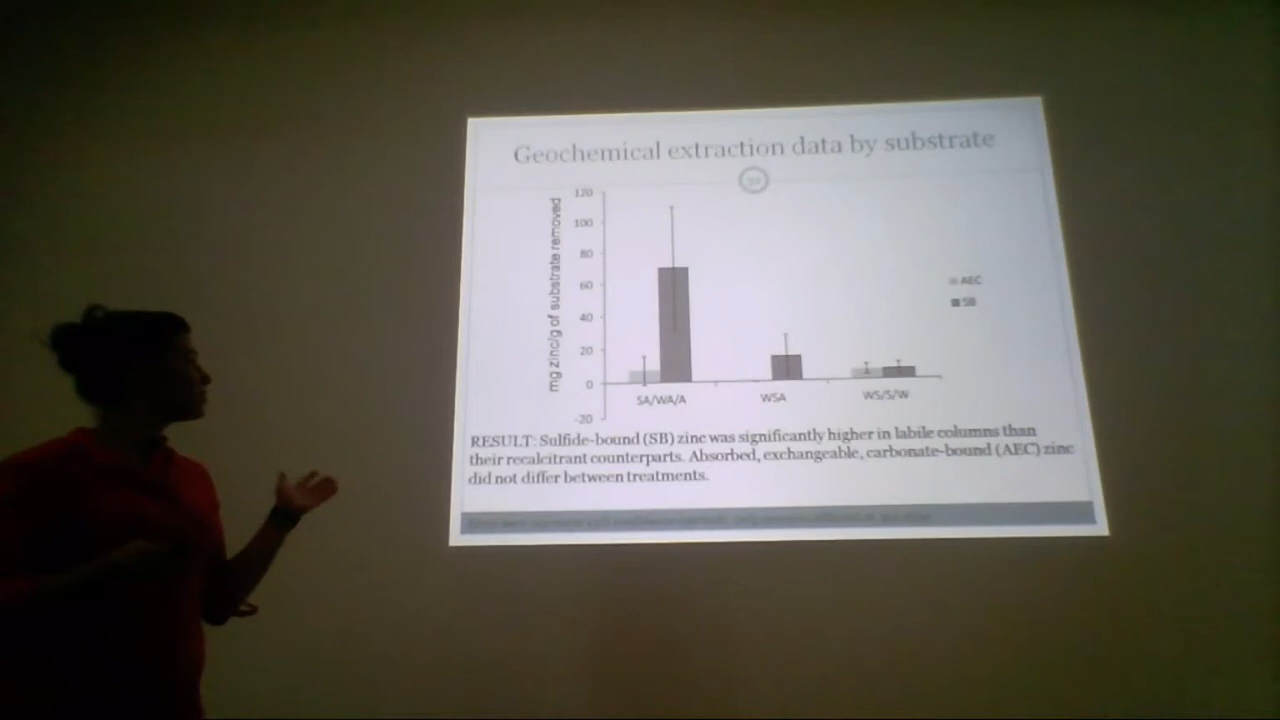 Geochemical extraction data by substrate
mg zinc/g of substrate removed
120
100
80
60
40
20
0
-20
SA/WA/A
WSA
WS/S/W
AEC
SB
RESULT: Sulfide-bound (SB) zinc was significantly higher in labile columns than
their recalcitrant counterparts. Absorbed, exchangeable, carbonate-bound (AEC) zinc
did not differ between treatments.